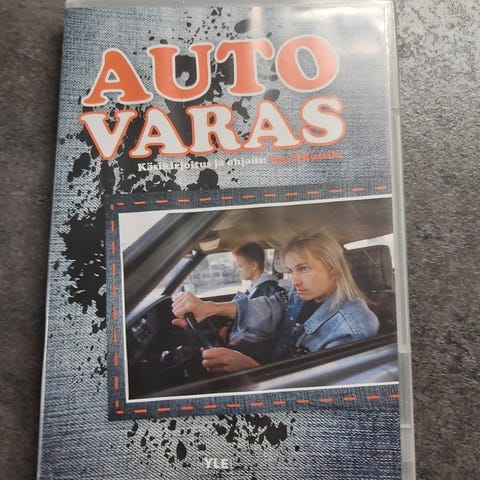 AUTO
VARAS
Käsikirjoitus ja ohjaus:
YLE